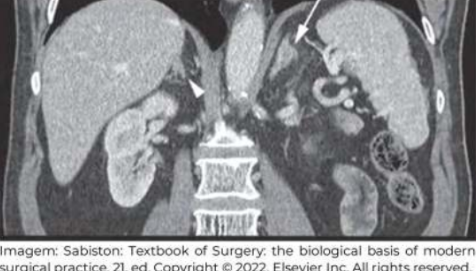 Imagem: Sabiston: Textbook of Surgery: the biological basis of modern
surgical practice. 21. ed. Copyright © 2022, Elsevier Inc. All rights reserved